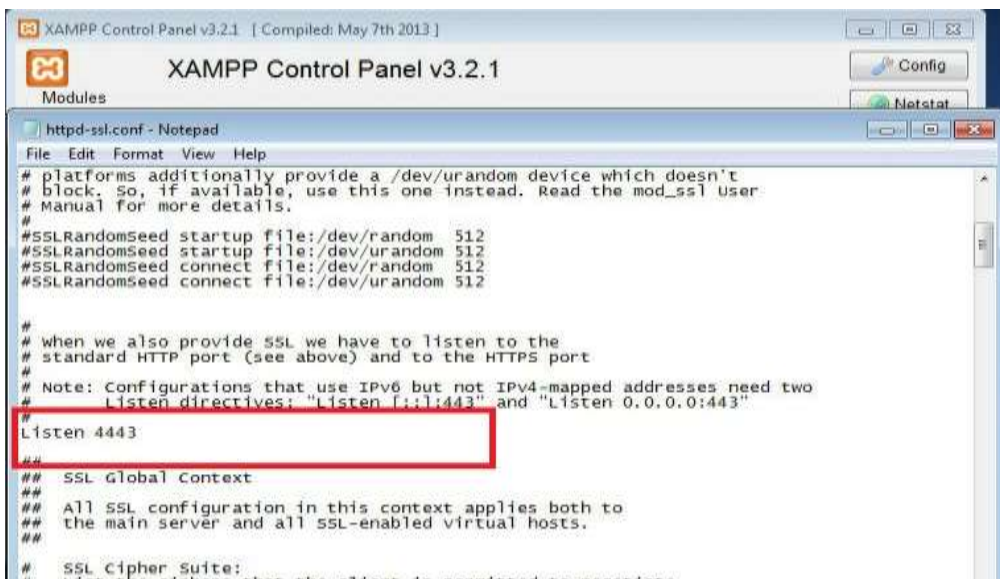 XAMPP Control Panel v3.2.1 [ Compiled: May 7th 2013 ]
XAMPP Control Panel v3.2.1
Config
Modules
Netstat
httpd-ssl.conf - Notepad
File Edit Format View Help
# platforms additionally provide a /dev/urandom device which doesn't
# block. So, if available, use this one instead. Read the mod_ssl User
# Manual for more details.
#
#SSLRandomSeed startup file:/dev/random 512
#SSLRandomSeed startup file:/dev/urandom 512
#SSLRandomSeed connect file:/dev/random 512
#SSLRandomSeed connect file:/dev/urandom 512
#
# When we also provide SSL we have to listen to the
# standard HTTP port (see above) and to the HTTPS port
#
# Note: Configurations that use IPv6 but not IPv4-mapped addresses need two
# Listen directives: "Listen [::]:443" and "Listen 0.0.0.0:443"
#
Listen 4443
##
## SSL Global Context
##
## All SSL configuration in this context applies both to
## the main server and all SSL-enabled virtual hosts.
##
# SSL Cipher Suite: